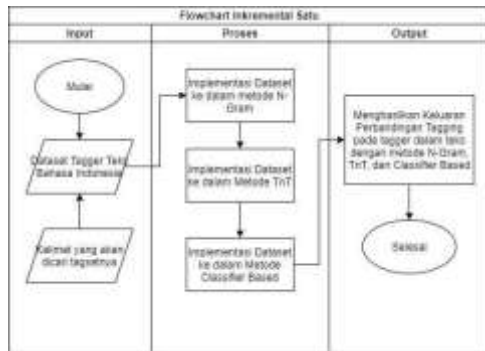 Flowchart Inkremental Satu
Input
Proses
Output
Mulai
Dataset Tagger Teks
Bahasa Indonesia
Kalimat yang akan
dicari tagsetnya
Implementasi Dataset
ke dalam metode N-
Gram
Implementasi Dataset
ke dalam Metode TnT
Implementasi Dataset
ke dalam Metode
Classifier Based
Menghasilkan Keluaran
Perbandingan Tagging
pada tagger dalam teks
dengan metode N-Gram,
TnT, dan Classifier Based
Selesai